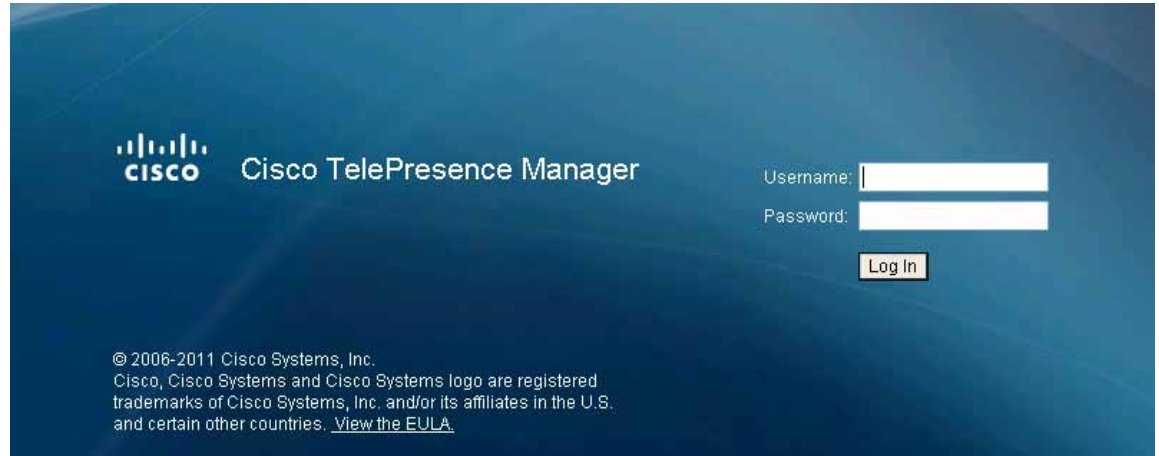 cisco
Cisco TelePresence Manager
Username:
Password:
Log In
© 2006-2011 Cisco Systems, Inc.
Cisco, Cisco Systems and Cisco Systems logo are registered
trademarks of Cisco Systems, Inc. and/or its affiliates in the U.S.
and certain other countries. View the EULA.